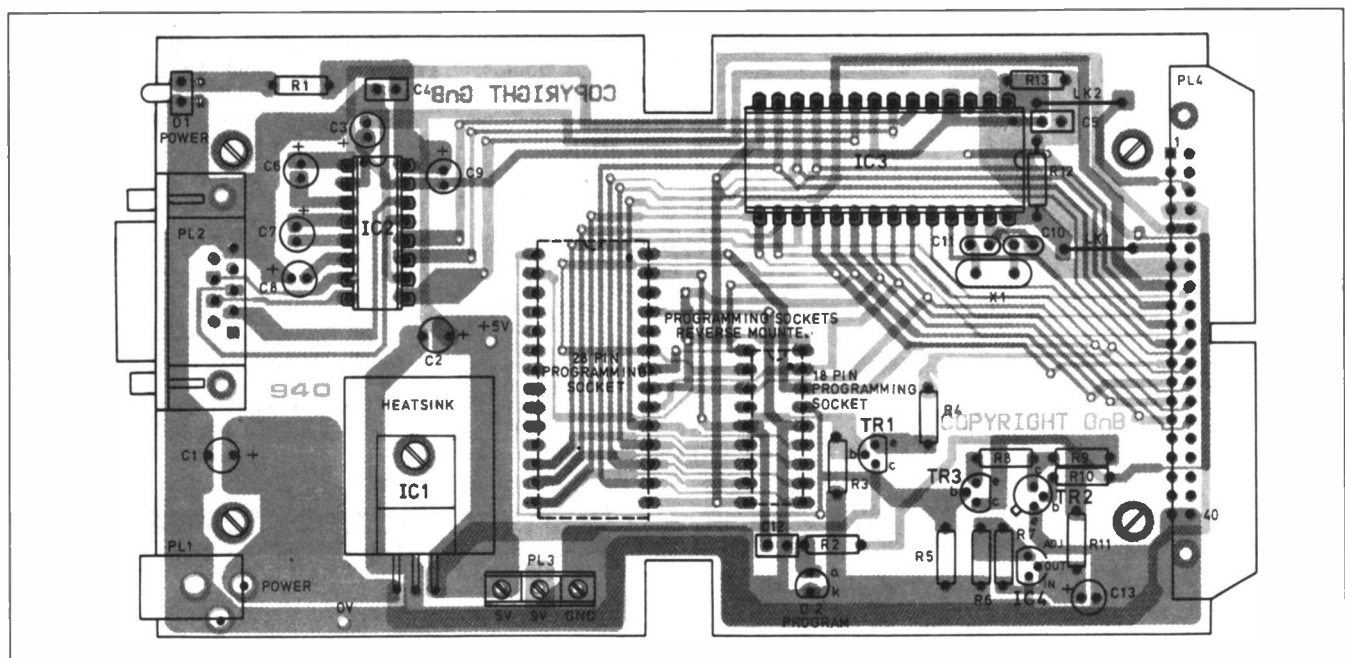 R1
C4
COPYRIGHT GnB
R13
PL4
LK2
D1
POWER
C3
+
C5
1
C6
+
C9
+
IC3
R12
PL2
C7
+
IC2
C11
C10
LK1
C8
+
X1
+5V
C2
+
PROGRAMMING SOCKETS
REVERSE MOUNTE
28 PIN
PROGRAMMING
SOCKET
18 PIN
PROGRAMMING
SOCKET
940
HEATSINK
R4
TR1
COPYRIGHT GnB
e
b
c
C1
+
IC1
R3
R8
R9
R10
TR3
e
b
c
c
TR2
b
e
40
PL1
POWER
PL3
C12
R2
R5
R7
ADJ
OUT
IN
R11
a
k
R6
IC4
+
C13
0V
5V
9V
GND
D2
PROGRAM